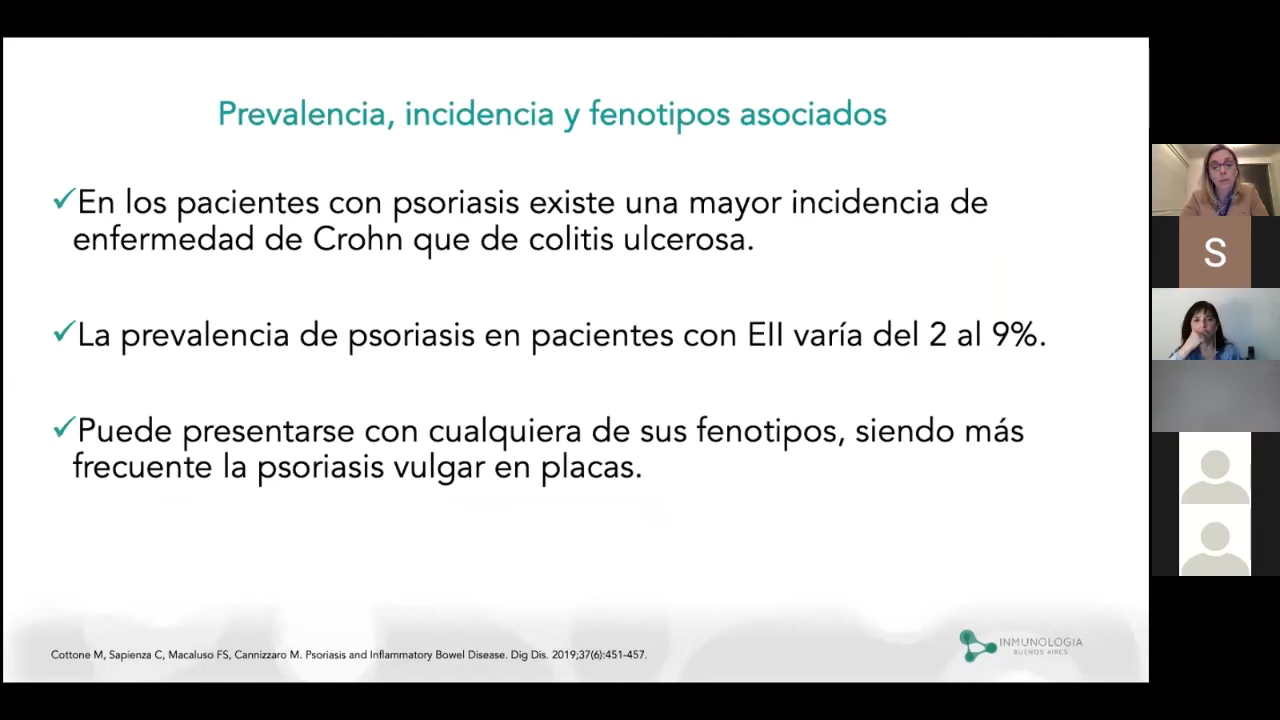 Prevalencia, incidencia y fenotipos asociados
✓En los pacientes con psoriasis existe una mayor incidencia de
enfermedad de Crohn que de colitis ulcerosa.
✓La prevalencia de psoriasis en pacientes con EII varía del 2 al 9%.
✓Puede presentarse con cualquiera de sus fenotipos, siendo más
frecuente la psoriasis vulgar en placas.
Cottone M, Sapienza C, Macaluso FS, Cannizzaro M. Psoriasis and Inflammatory Bowel Disease. Dig Dis. 2019;37(6):451-457.
INMUNOLOGIA
BUENOS AIRES
S